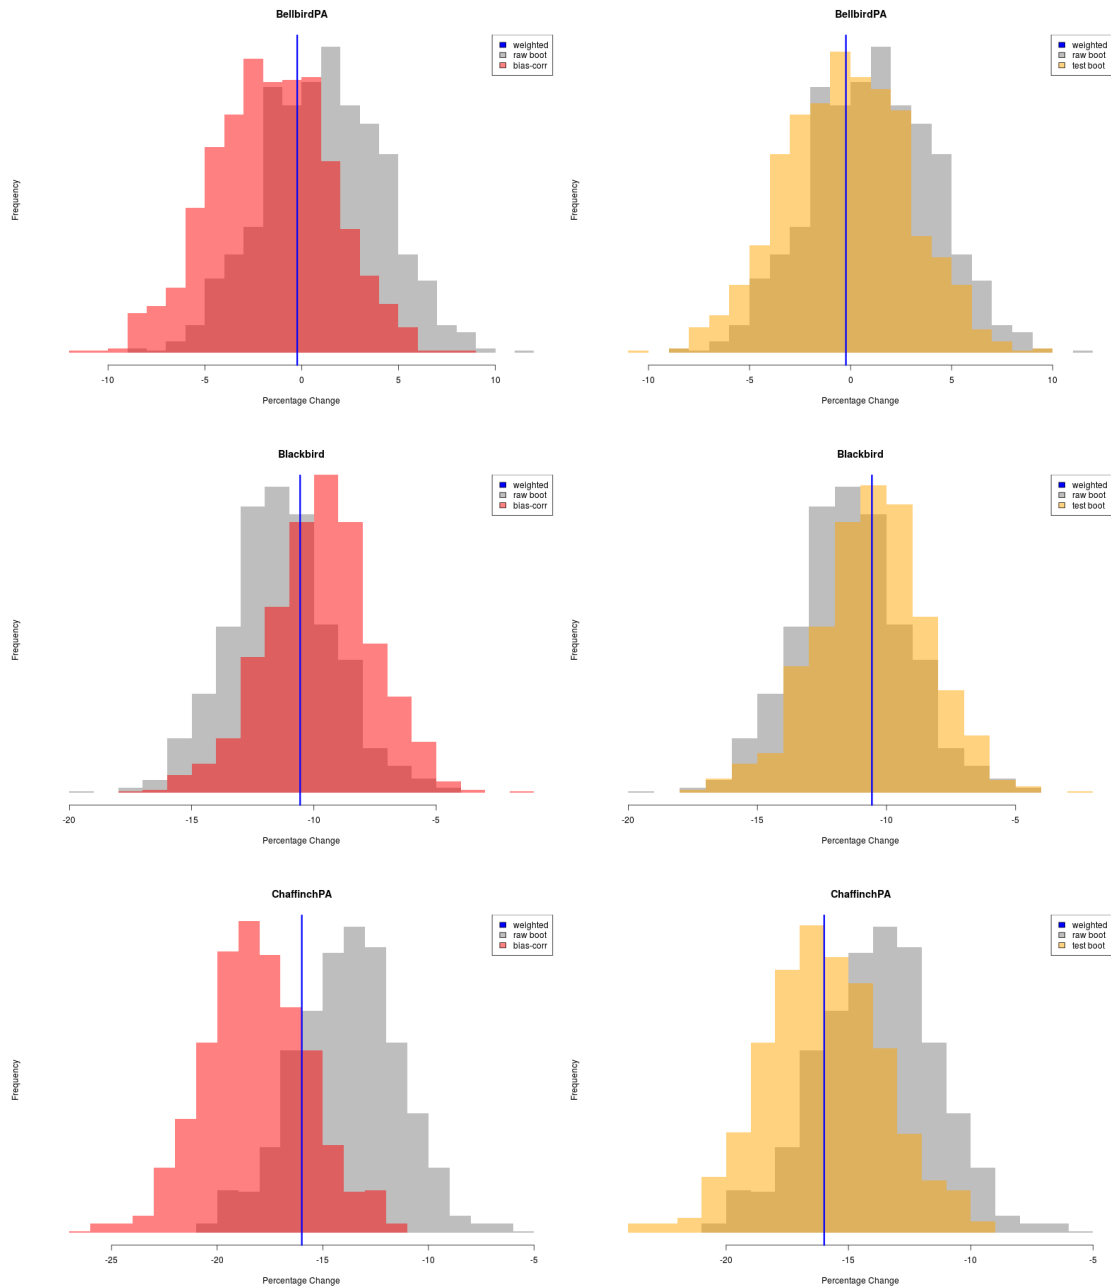 BellbirdPA
weighted
raw boot
bias-corr
Frequency
-10 -5 0 5 10
Percentage Change
BellbirdPA
weighted
raw boot
test boot
Frequency
-10 -5 0 5 10
Percentage Change
Blackbird
weighted
raw boot
bias-corr
Frequency
-20 -15 -10 -5
Percentage Change
Blackbird
weighted
raw boot
test boot
Frequency
-20 -15 -10 -5
Percentage Change
ChaffinchPA
weighted
raw boot
bias-corr
Frequency
-25 -20 -15 -10 -5
Percentage Change
ChaffinchPA
weighted
raw boot
test boot
Frequency
-20 -15 -10 -5
Percentage Change